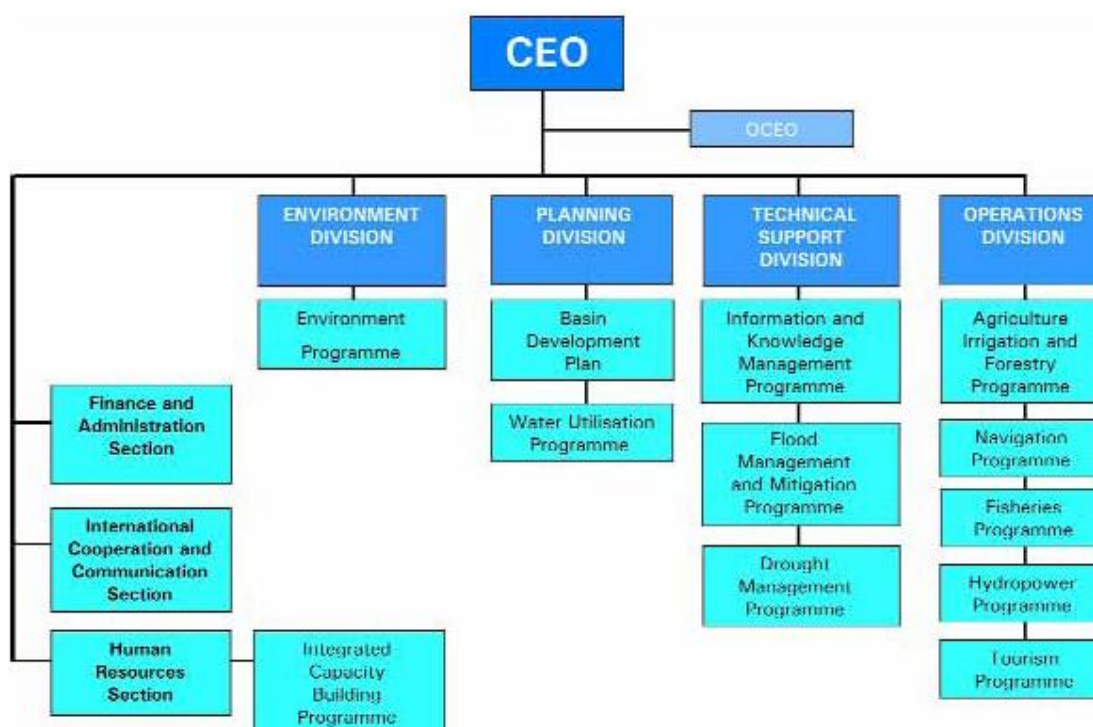 CEO
OCEO
ENVIRONMENT
DIVISION
PLANNING
DIVISION
TECHNICAL
SUPPORT
DIVISION
OPERATIONS
DIVISION
Environment
Programme
Basin
Development
Plan
Water Utilisation
Programme
Information and
Knowledge
Management
Programme
Flood
Management
and Mitigation
Programme
Drought
Management
Programme
Agriculture
Irrigation and
Forestry
Programme
Navigation
Programme
Fisheries
Programme
Hydropower
Programme
Tourism
Programme
Finance and
Administration
Section
International
Cooperation and
Communication
Section
Human
Resources
Section
Integrated
Capacity
Building
Programme